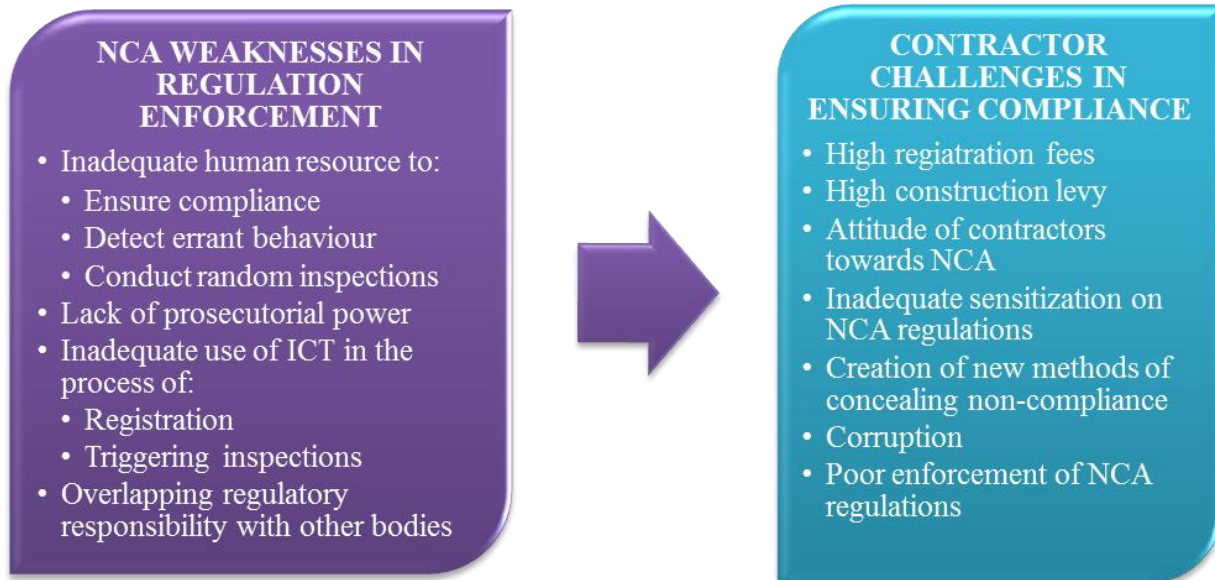 NCA WEAKNESSES IN
REGULATION
ENFORCEMENT
• Inadequate human resource to:
• Ensure compliance
• Detect errant behaviour
• Conduct random inspections
• Lack of prosecutorial power
• Inadequate use of ICT in the
process of:
• Registration
• Triggering inspections
• Overlapping regulatory
responsibility with other bodies
CONTRACTOR
CHALLENGES IN
ENSURING COMPLIANCE
• High regiatration fees
• High construction levy
• Attitude of contractors
towards NCA
• Inadequate sensitization on
NCA regulations
• Creation of new methods of
concealing non-compliance
• Corruption
• Poor enforcement of NCA
regulations